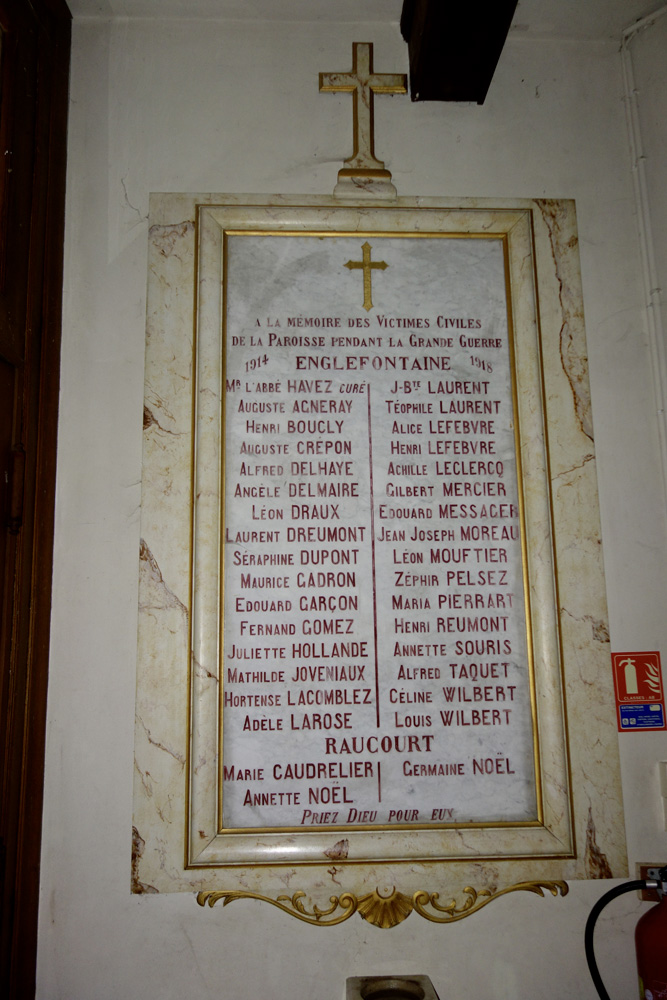 A LA MÉMOIRE DES VICTIMES CIVILES
DE LA PAROISSE PENDANT LA GRANDE GUERRE
1914 ENGLEFONTAINE 1918
MR L'ABBÉ HAVEZ CURÉ
AUGUSTE AGNERAY
HENRI BOUCLY
AUGUSTE CRÉPON
ALFRED DELHAYE
ANGÈLE DELMAIRE
LÉON DRAUX
LAURENT DREUMONT
SÉRAPHINE DUPONT
MAURICE GADRON
EDOUARD GARÇON
FERNAND GOMEZ
JULIETTE HOLLANDE
MATHILDE JOVENIAUX
HORTENSE LACOMBLEZ
ADÈLE LAROSE
J-BTE LAURENT
TÉOPHILE LAURENT
ALICE LEFEBVRE
HENRI LEFEBVRE
ACHILLE LECLERCQ
GILBERT MERCIER
EDOUARD MESSAGER
JEAN JOSEPH MOREAU
LÉON MOUFTIER
ZÉPHIR PELSEZ
MARIA PIERRART
HENRI REUMONT
ANNETTE SOURIS
ALFRED TAQUET
CÉLINE WILBERT
LOUIS WILBERT
RAUCOURT
MARIE CAUDRELIER
ANNETTE NOËL
GERMAINE NOËL
PRIEZ DIEU POUR EUX